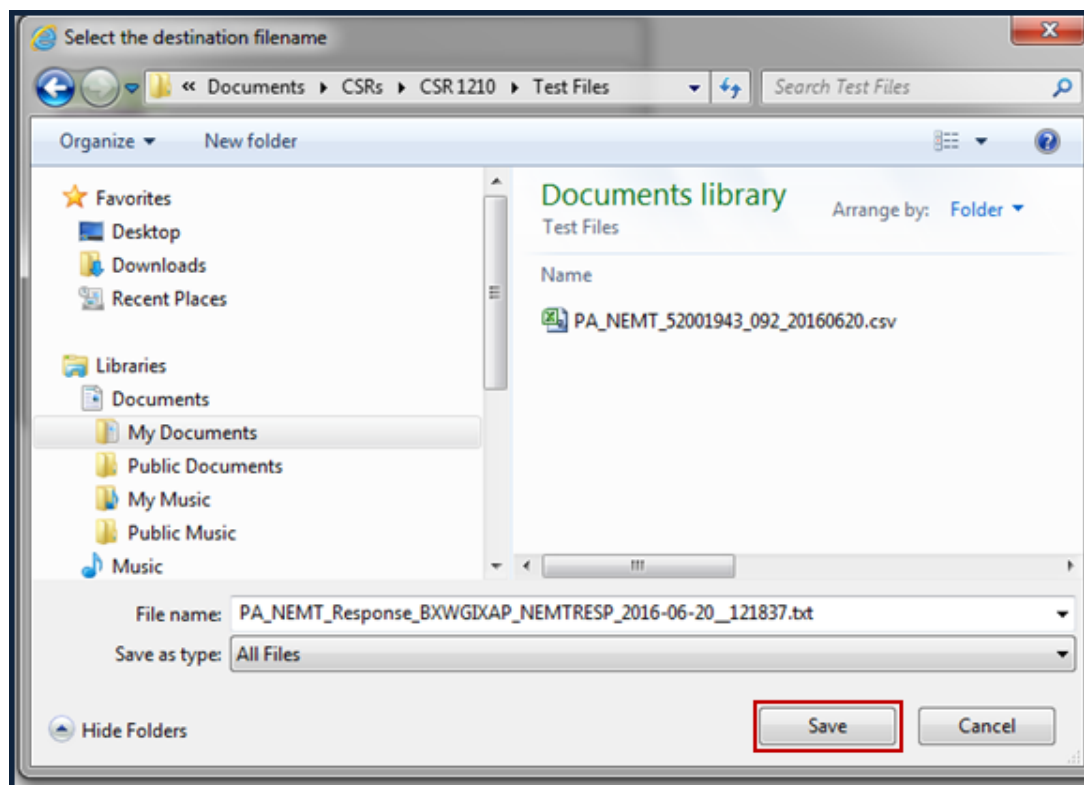 Select the destination filename
x
« Documents ▸ CSRs ▸ CSR 1210 ▸ Test Files
Search Test Files
Organize
New folder
Favorites
Desktop
Downloads
Recent Places
Libraries
Documents
My Documents
Public Documents
My Music
Public Music
Music
Documents library
Test Files
Arrange by: Folder
Name
PA_NEMT_52001943_092_20160620.csv
File name: PA_NEMT_Response_BXWGIXAP_NEMTRESP_2016-06-20__121837.txt
Save as type: All Files
Hide Folders
Save
Cancel